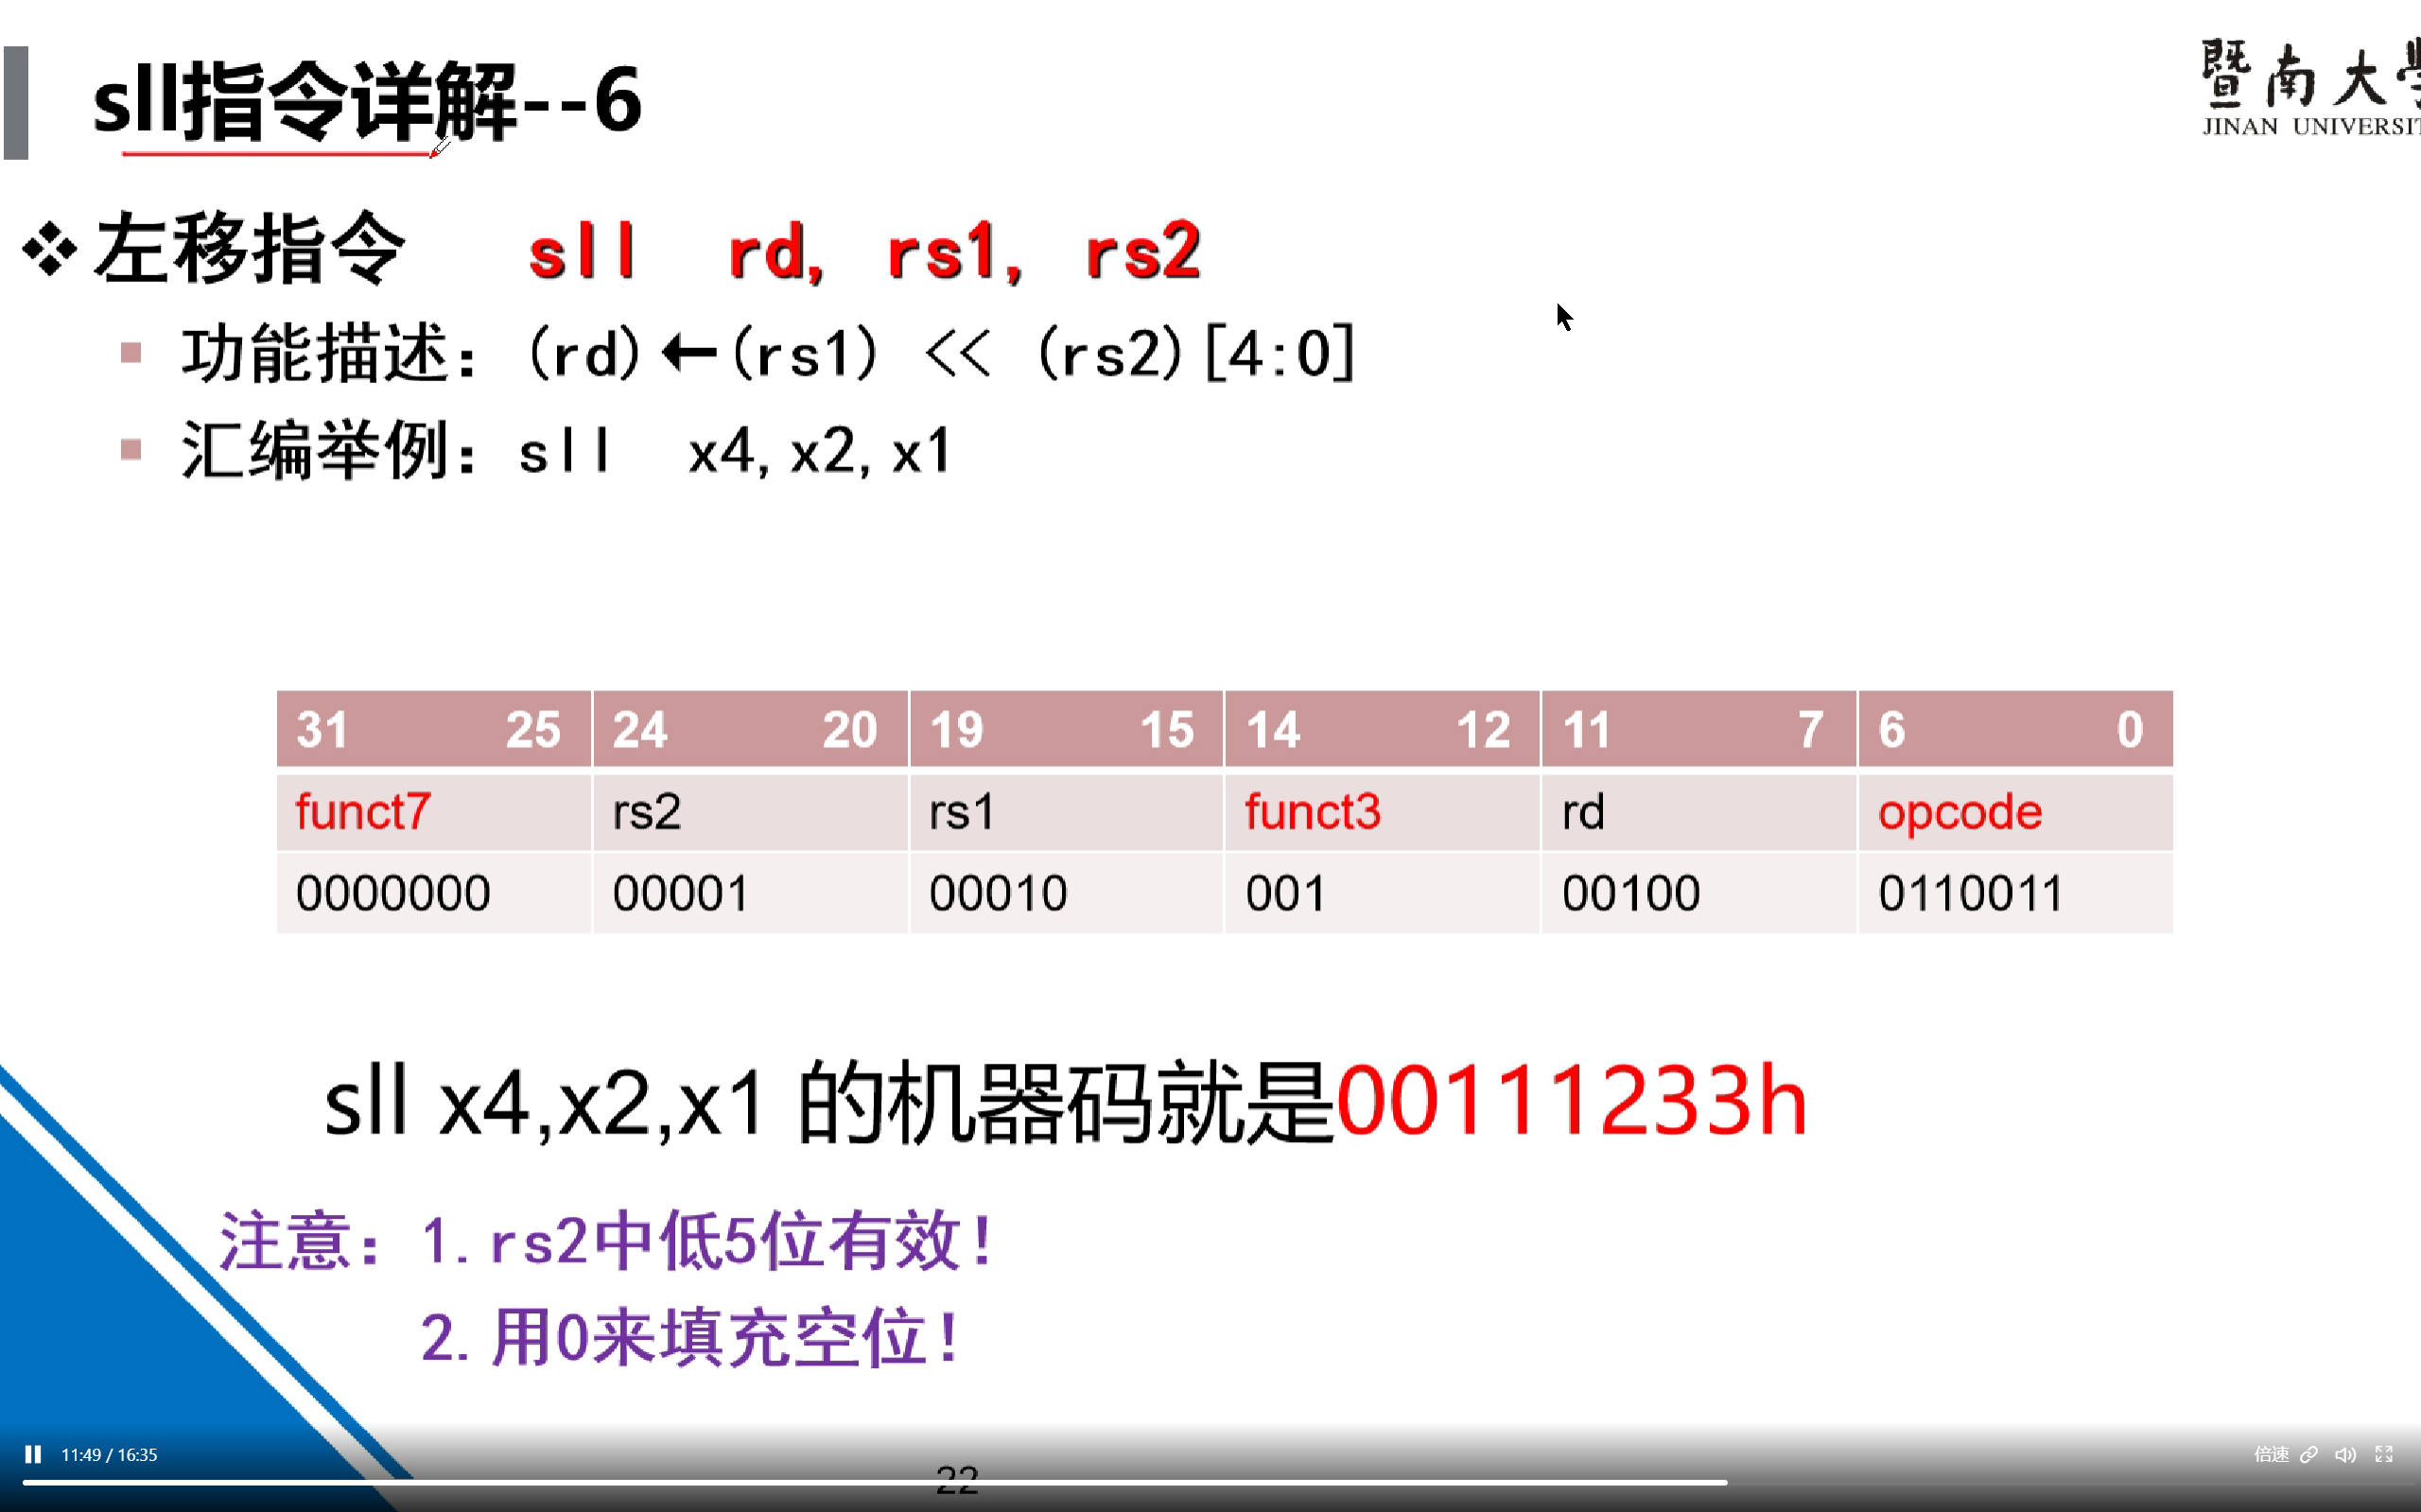 sll指令详解--6
暨南大學
JINAN UNIVERSIT
❖左移指令 sll rd, rs1, rs2
▪ 功能描述：(rd)←(rs1) << (rs2)[4:0]
▪ 汇编举例：sll x4,x2,x1
31 25 24 20 19 15 14 12 11 7 6 0
funct7 rs2 rs1 funct3 rd opcode
0000000 00001 00010 001 00100 0110011
sll x4,x2,x1 的机器码就是00111233h
注意：1.rs2中低5位有效！
2.用0来填充空位！
11:49 / 16:35
倍速
22